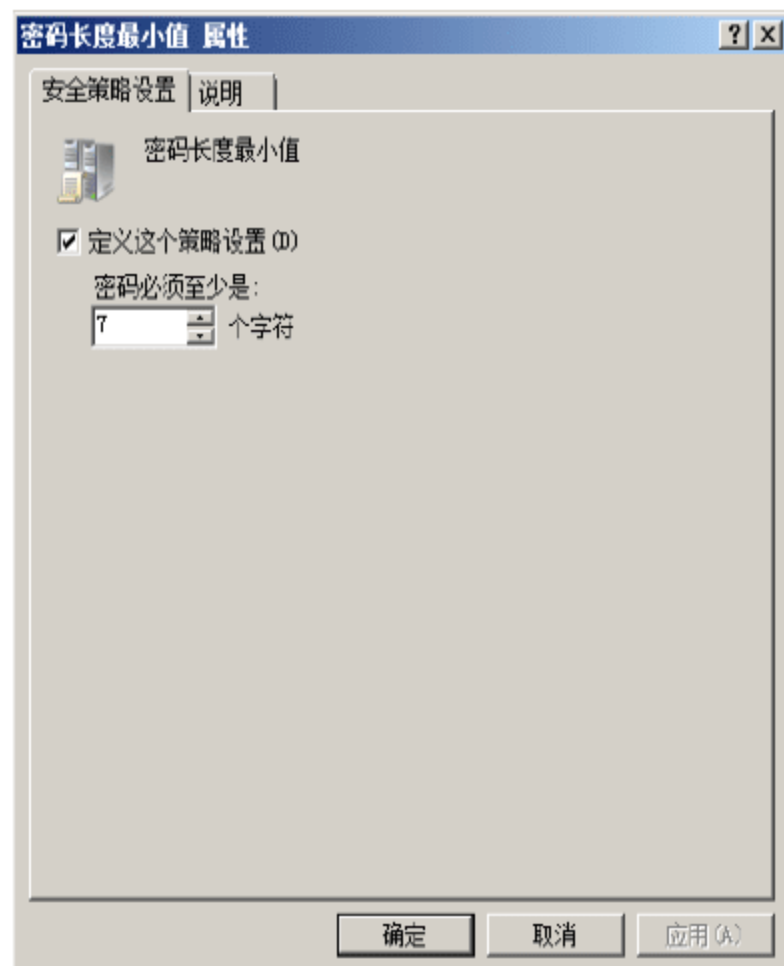 密码长度最小值 属性
安全策略设置 说明
密码长度最小值
定义这个策略设置(D)
密码必须至少是:
7 个字符
确定 取消 应用(A)